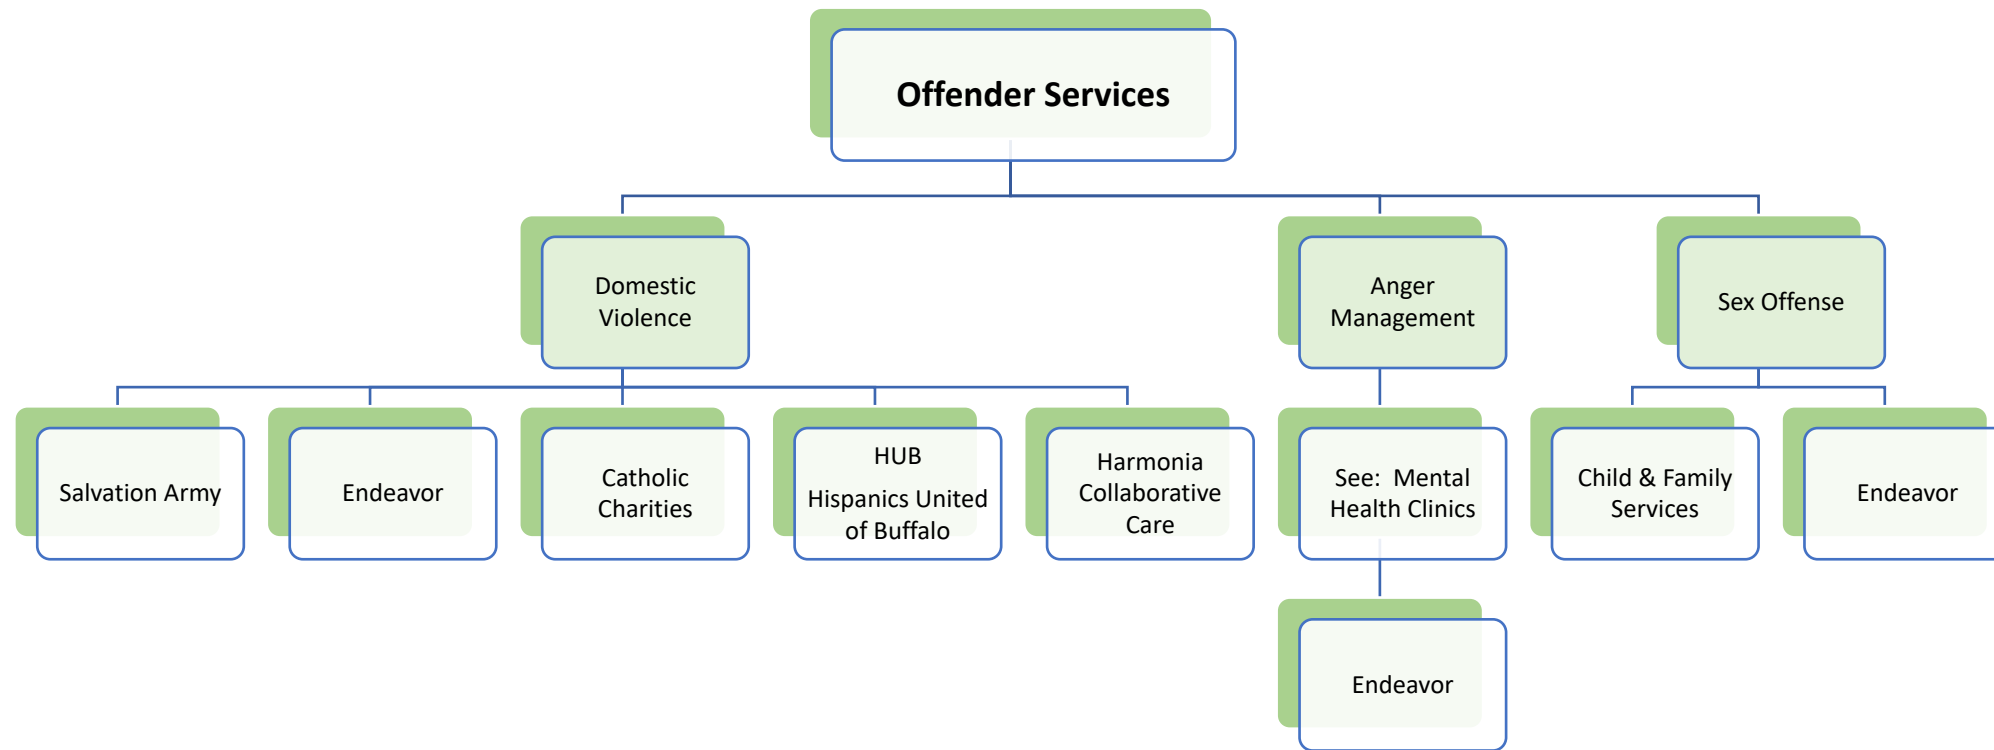 Offender Services
Domestic
Violence
Anger
Management
Sex Offense
Salvation Army
Endeavor
Catholic
Charities
HUB
Hispanics United
of Buffalo
Harmonia
Collaborative
Care
See:  Mental
Health Clinics
Child & Family
Services
Endeavor
Endeavor